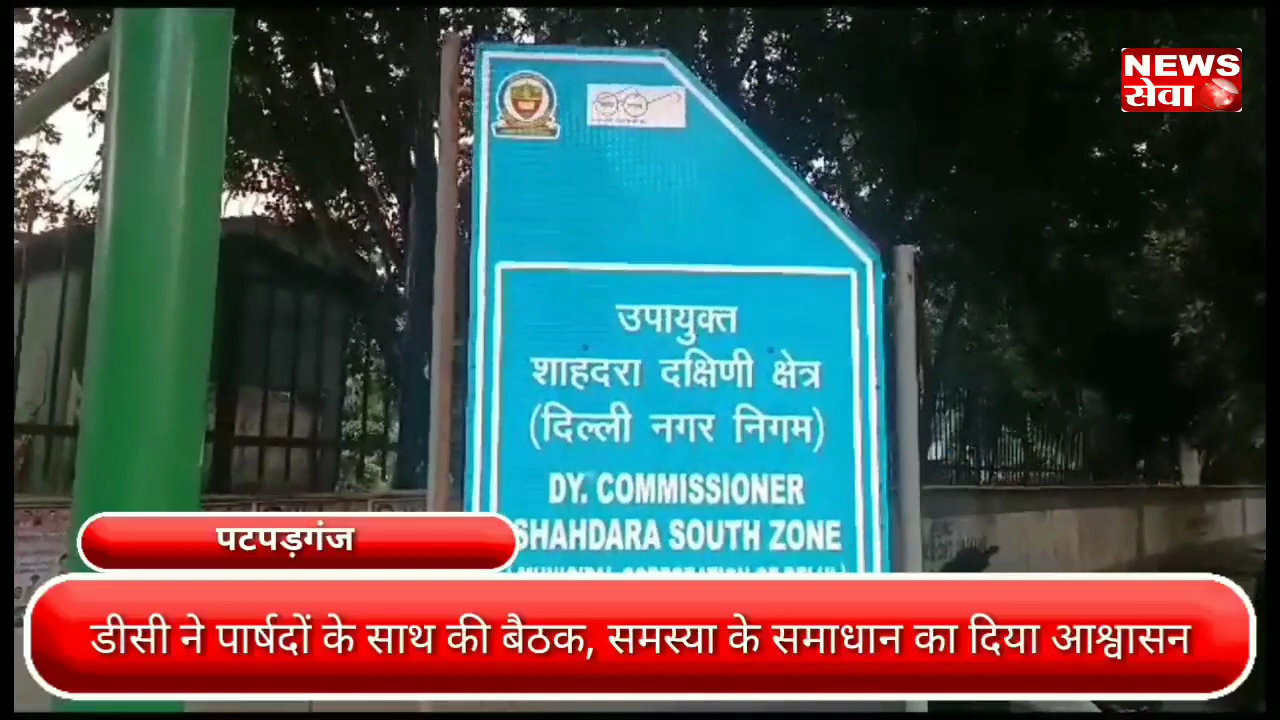 NEWS
सेवा
उपायुक्त
शाहदरा दक्षिणी क्षेत्र
(दिल्ली नगर निगम)
DY. COMMISSIONER
SHAHDARA SOUTH ZONE
पटपड़गंज
डीसी ने पार्षदों के साथ की बैठक, समस्या के समाधान का दिया आश्वासन